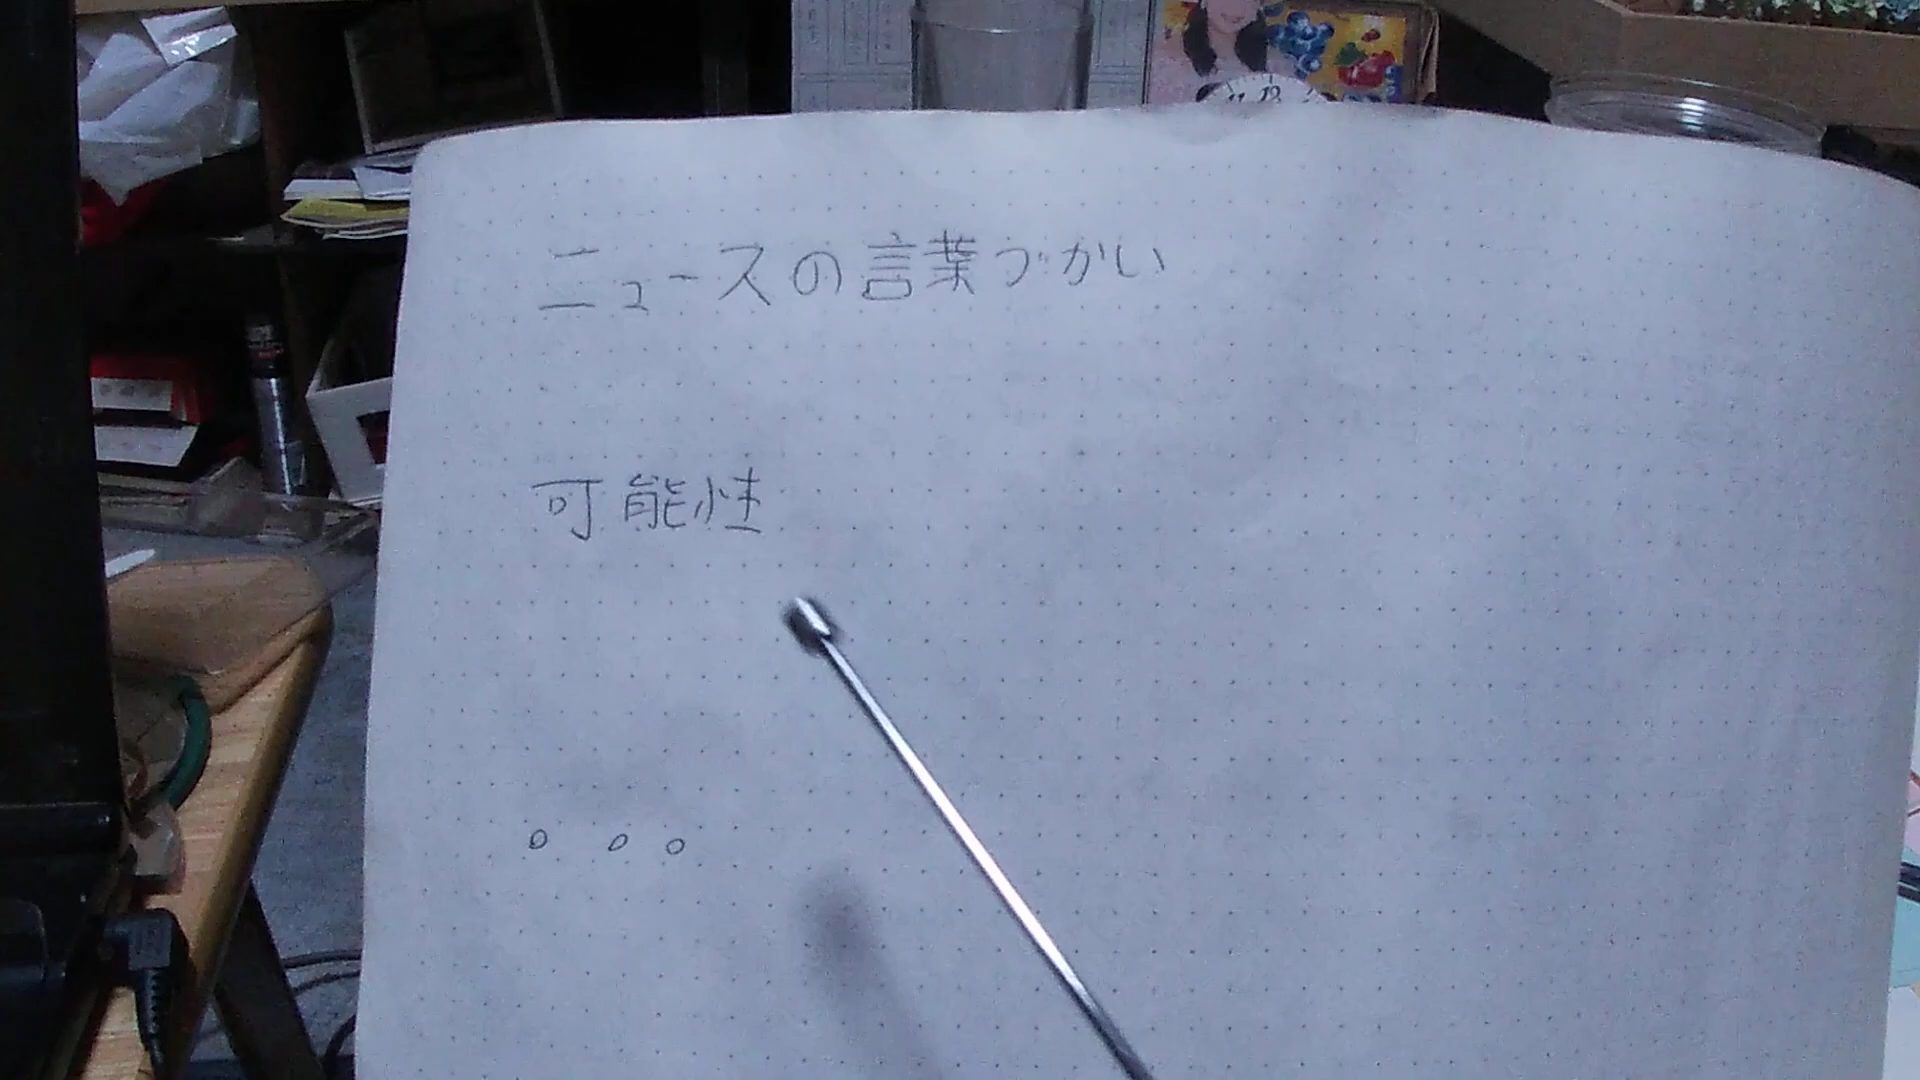 ニュースの言葉づかい
可能性
。。。